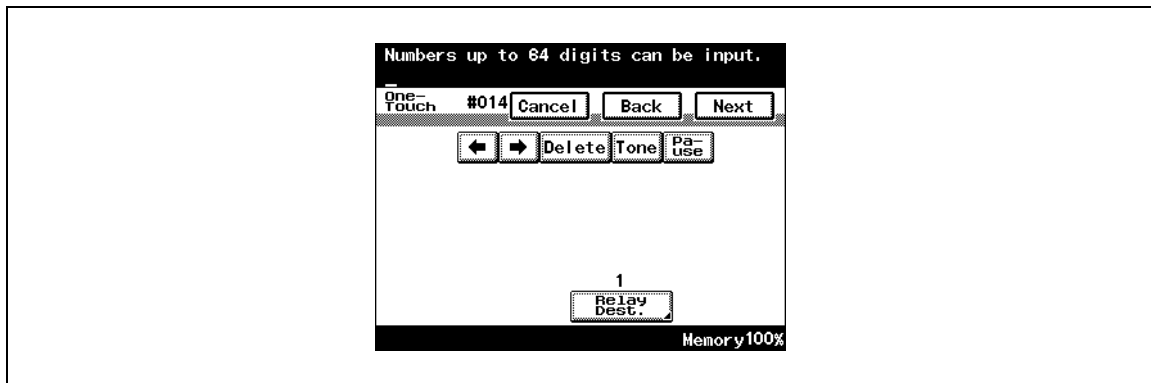 Numbers up to 64 digits can be input.
One-
Touch #014 Cancel Back Next
Delete Tone Pa-
use
1
Relay
Dest.
Memory100%